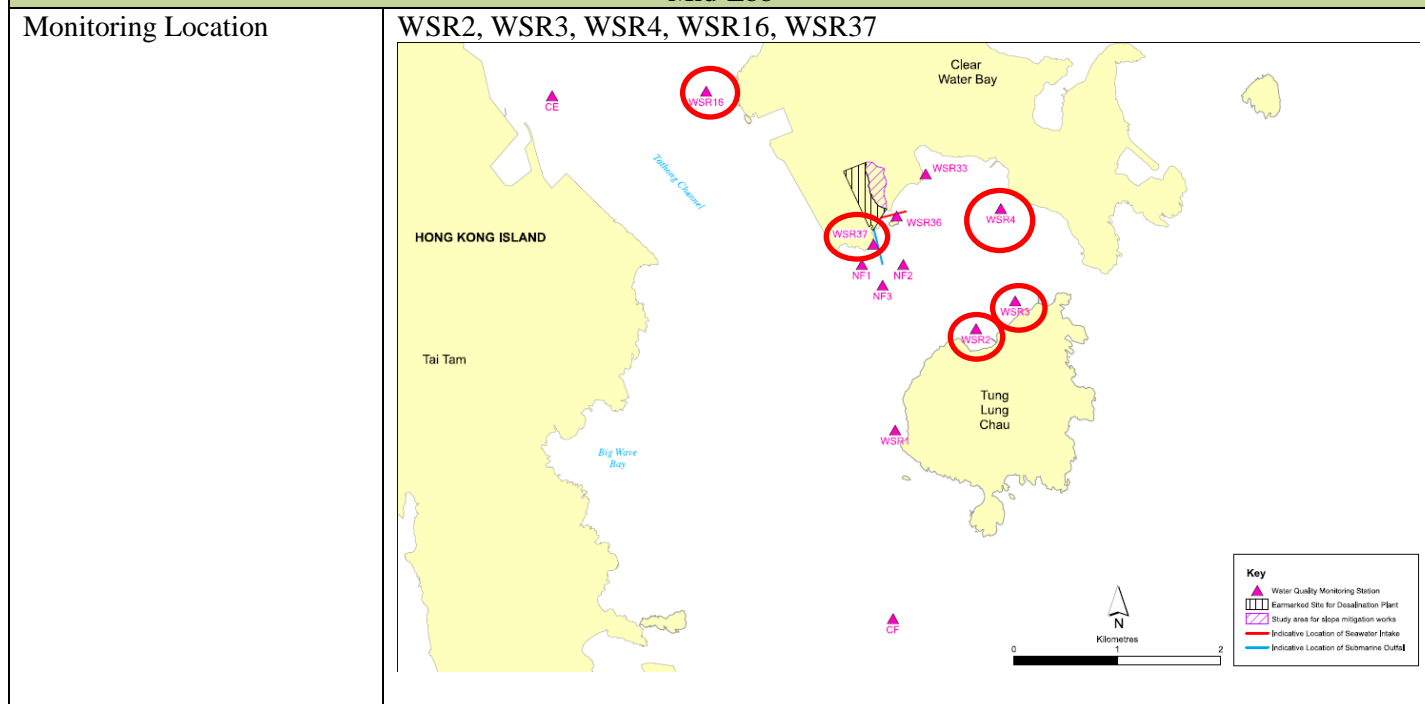 Monitoring Location
WSR2, WSR3, WSR4, WSR16, WSR37
Clear
Water Bay
CE
WSR16
Tathong Channel
WSR33
WSR4
WSR36
HONG KONG ISLAND
WSR37
NF1
NF2
NF3
WSR3
WSR2
Tai Tam
Tung
Lung
Chau
WSR1
Big Wave
Bay
CF
N
Kilometres
0
1
2
Key
Water Quality Monitoring Station
Earmarked Site for Desalination Plant
Study area for slope mitigation works
Indicative Location of Seawater Intake
Indicative Location of Submarine Outfall